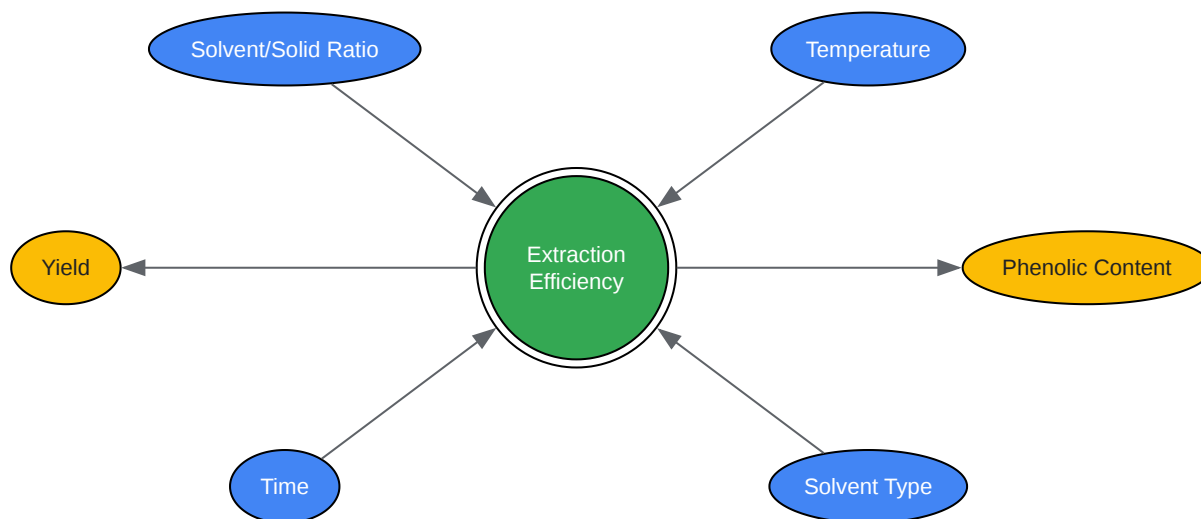 Solvent/Solid Ratio
Temperature
Extraction
Efficiency
Yield
Phenolic Content
Time
Solvent Type